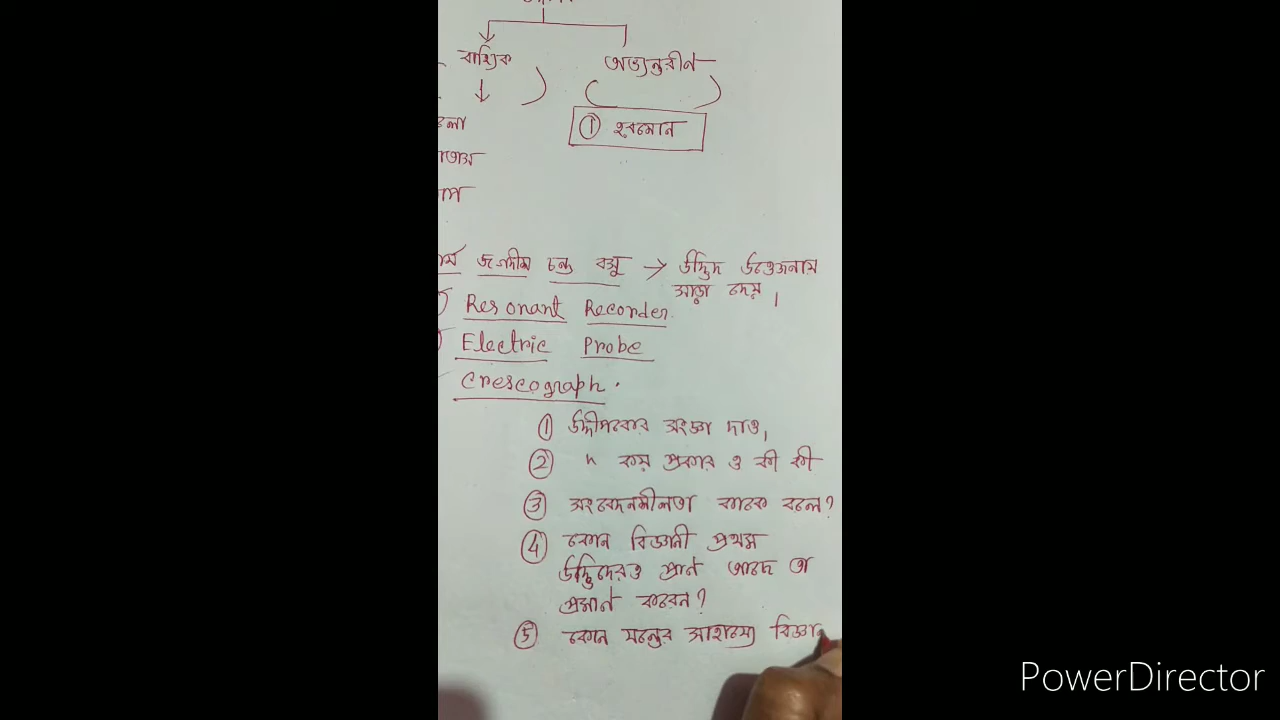 বাহ্যিক অভ্যন্তরীণ
① হরমোন
জগদীশ চন্দ্র বসু → উদ্ভিদ উত্তেজনায়
সাড়া দেয়।
Resonant Recorder.
Electric Probe
Crescograph.
① উদ্দীপকের সংজ্ঞা দাও।
② " কয় প্রকার ও কী কী
③ সংবেদনশীলতা কাকে বলে?
④ কোন বিজ্ঞানী প্রথম
উদ্ভিদেরও প্রাণ আছে তা
প্রমাণ করেন?
⑤ কোন যন্ত্রের সাহায্যে
PowerDirector